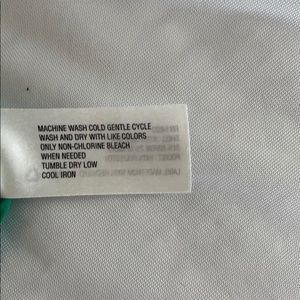 MACHINE WASH COLD GENTLE CYCLE
WASH AND DRY WITH LIKE COLORS
ONLY NON-CHLORINE BLEACH
WHEN NEEDED
TUMBLE DRY LOW
COOL IRON